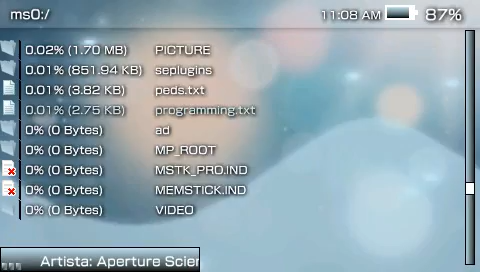 ms0:/ 11:08 AM 87%
0.02% (1.70 MB) PICTURE
0.01% (851.94 KB) seplugins
0.01% (3.82 KB) peds.txt
0.01% (2.75 KB) programming.txt
0% (0 Bytes) ad
0% (0 Bytes) MP_ROOT
0% (0 Bytes) MSTK_PRO.IND
0% (0 Bytes) MEMSTICK.IND
0% (0 Bytes) VIDEO
Artista: Aperture Scier